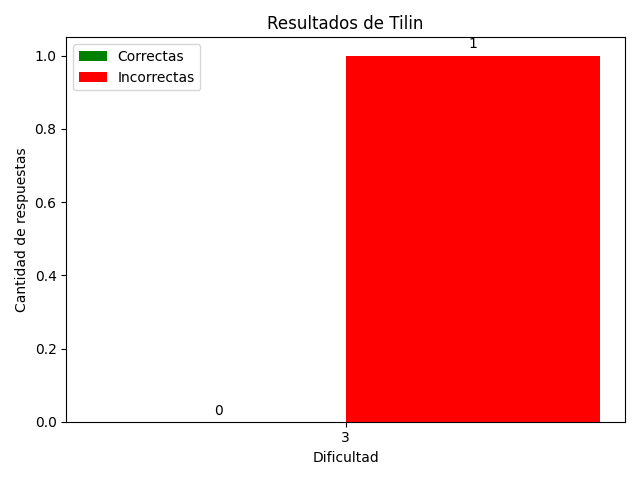 Resultados de Tilin
Correctas
Incorrectas
1
1.0
0.8
0.6
0.4
0.2
0.0
Cantidad de respuestas
0
3
Dificultad